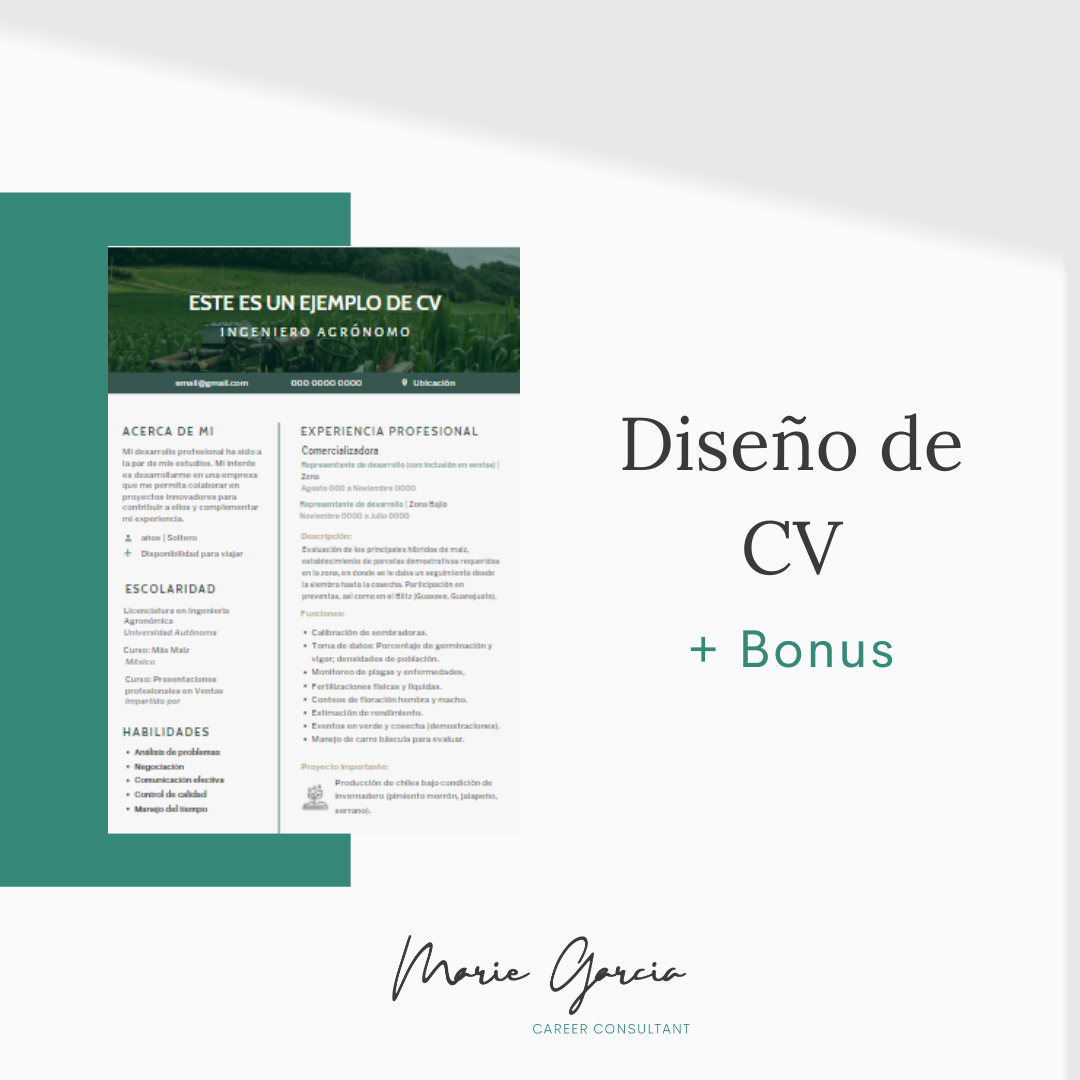 ESTE ES UN EJEMPLO DE CV
INGENIERO AGRÓNOMO
email@gmail.com 000 0000 0000 Ubicación
ACERCA DE MI
Mi desarrollo profesional ha sido a
la par de mis estudios. Mi interés
es desarrollarme en una empresa
que me permita colaborar en
proyectos innovadores para
contribuir a ellos y complementar
mi experiencia.
años | Soltero
Disponibilidad para viajar
ESCOLARIDAD
Licenciatura en Ingeniería
Agronómica
Universidad Autónoma
Curso: Más Maíz
México
Curso: Presentaciones
profesionales en Ventas
Impartido por
HABILIDADES
Análisis de problemas
Negociación
Comunicación efectiva
Control de calidad
Manejo del tiempo
EXPERIENCIA PROFESIONAL
Comercializadora
Representante de desarrollo (con inclusión en ventas) |
Zona
Agosto 000 a Noviembre 0000
Representante de desarrollo | Zona Bajío
Noviembre 0000 a Julio 0000
Descripción:
Evaluación de los principales híbridos de maíz,
establecimiento de parcelas demostrativas requeridas
en la zona, en donde se le daba un seguimiento desde
la siembra hasta la cosecha. Participación en
preventas, así como en el Blitz (Guasave, Guanajuato).
Funciones:
Calibración de sembradoras.
Toma de datos: Porcentaje de germinación y
vigor; densidades de población.
Monitoreo de plagas y enfermedades,
Fertilizaciones físicas y líquidas.
Conteos de floración hembra y macho.
Estimación de rendimiento.
Eventos en verde y cosecha (demostraciones).
Manejo de carro báscula para evaluar.
Proyecto Importante:
Producción de chiles bajo condición de
invernadero (pimiento morrón, jalapeño,
serrano).
Diseño de
CV
+ Bonus
Marie Garcia
CAREER CONSULTANT